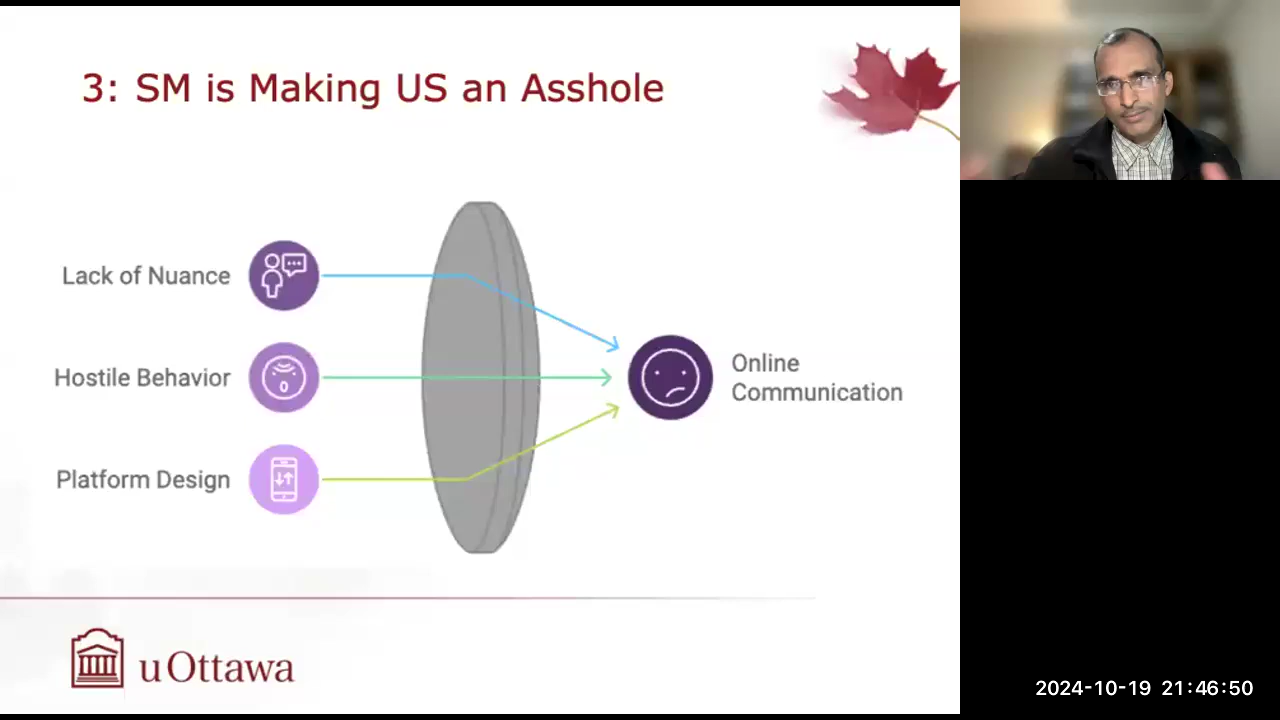 3: SM is Making US an Asshole
Lack of Nuance
Hostile Behavior
Platform Design
Online
Communication
uOttawa
2024-10-19 21:46:50